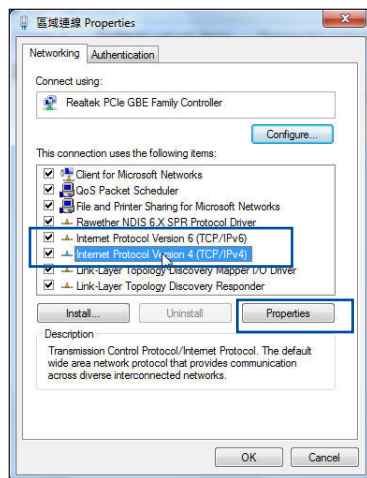 區域連線 Properties
Networking
Authentication
Connect using:
Realtek PCIe GBE Family Controller
Configure...
This connection uses the following items:
Client for Microsoft Networks
QoS Packet Scheduler
File and Printer Sharing for Microsoft Networks
Rawether NDIS 6.X SPR Protocol Driver
Internet Protocol Version 6 (TCP/IPv6)
Internet Protocol Version 4 (TCP/IPv4)
Link-Layer Topology Discovery Mapper I/O Driver
Link-Layer Topology Discovery Responder
Install...
Uninstall
Properties
Description
Transmission Control Protocol/Internet Protocol. The default
wide area network protocol that provides communication
across diverse interconnected networks.
OK
Cancel